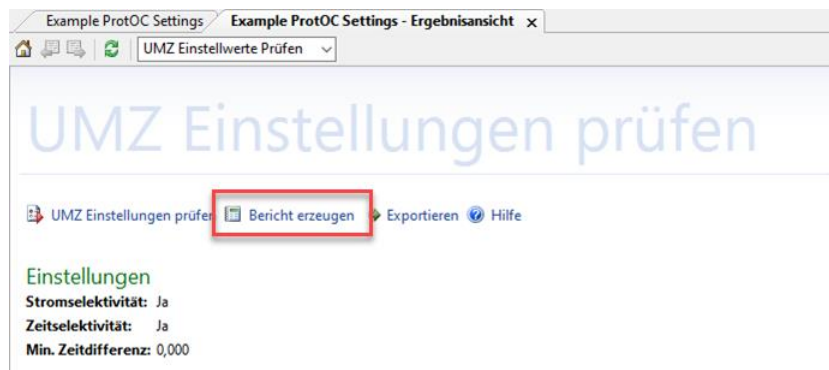 Example ProtOC Settings Example ProtOC Settings - Ergebnisansicht x
UMZ Einstellwerte Prüfen
UMZ Einstellungen prüfen
UMZ Einstellungen prüfen Bericht erzeugen Exportieren Hilfe
Einstellungen
Stromselektivität: Ja
Zeitselektivität: Ja
Min. Zeitdifferenz: 0,000